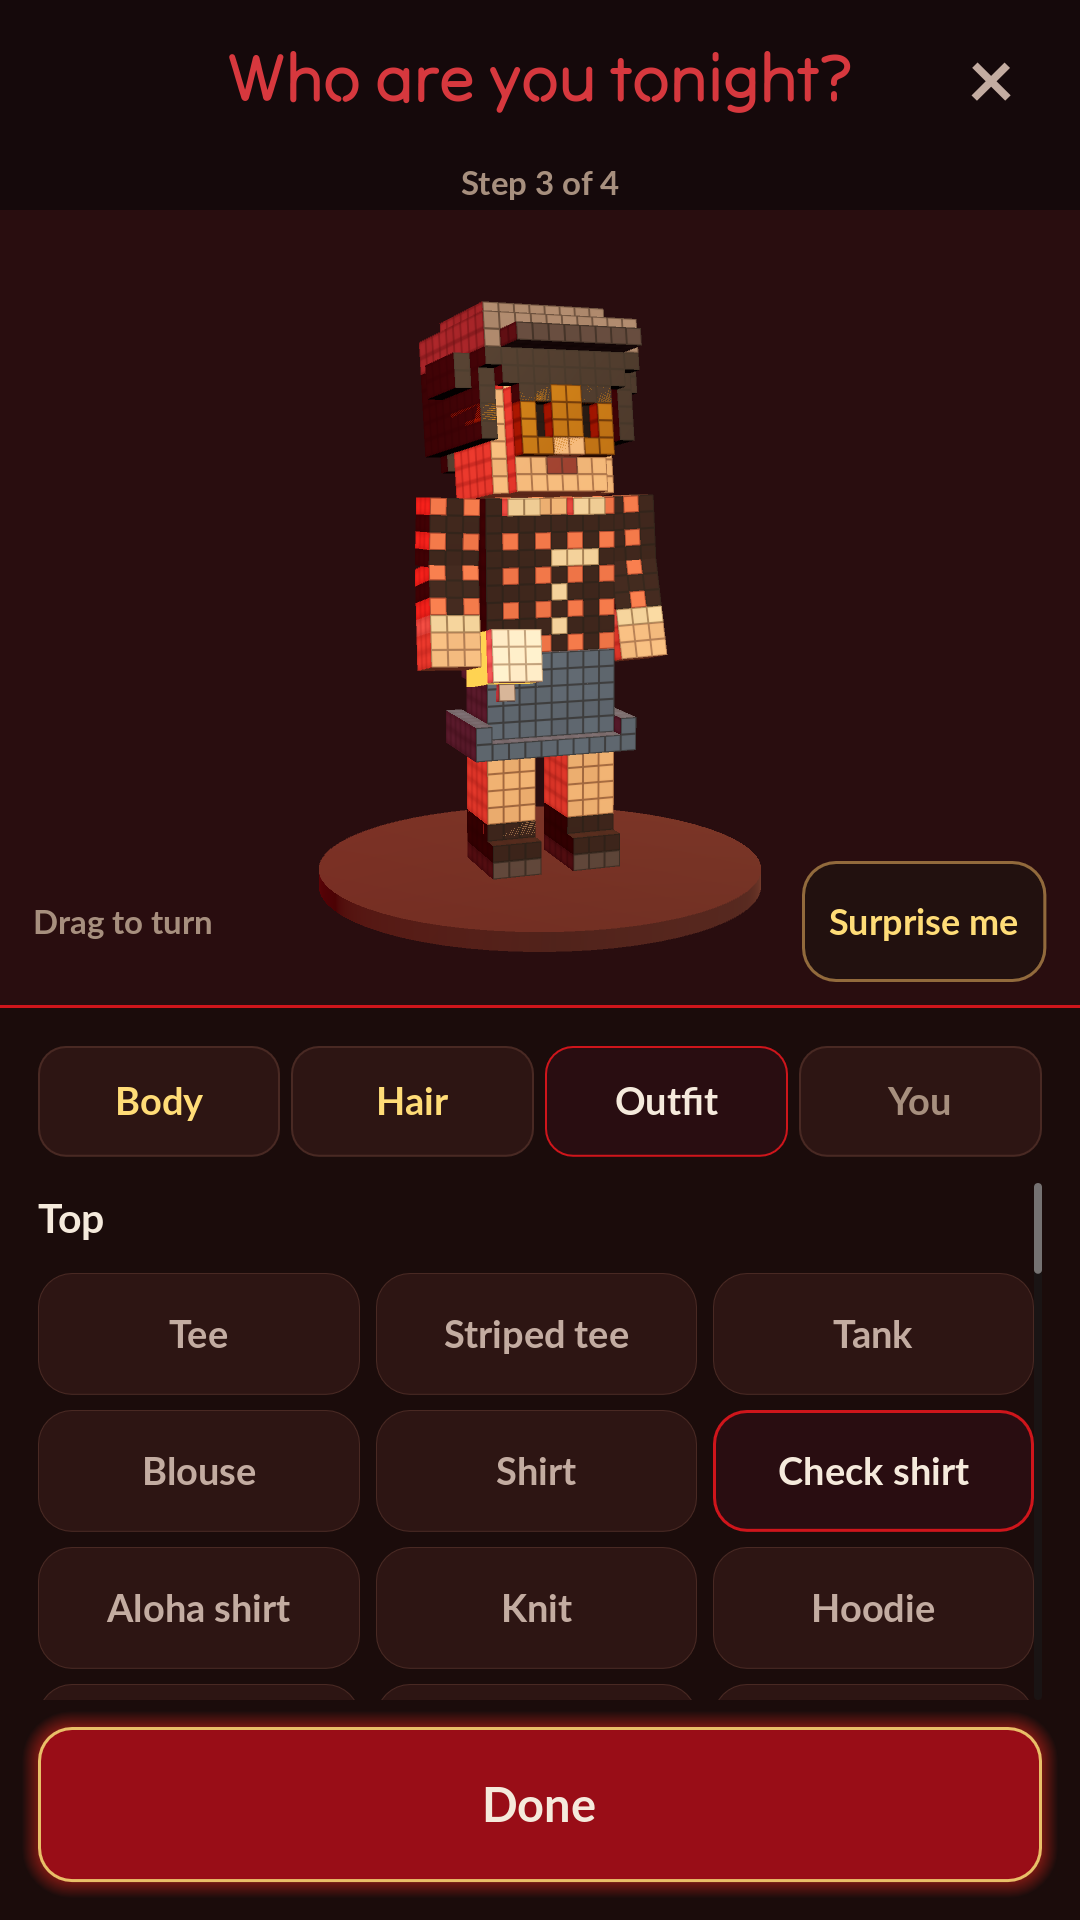 Who are you tonight?
Step 3 of 4
Drag to turn
Surprise me
Body
Hair
Outfit
You
Top
Tee
Striped tee
Tank
Blouse
Shirt
Check shirt
Aloha shirt
Knit
Hoodie
Done